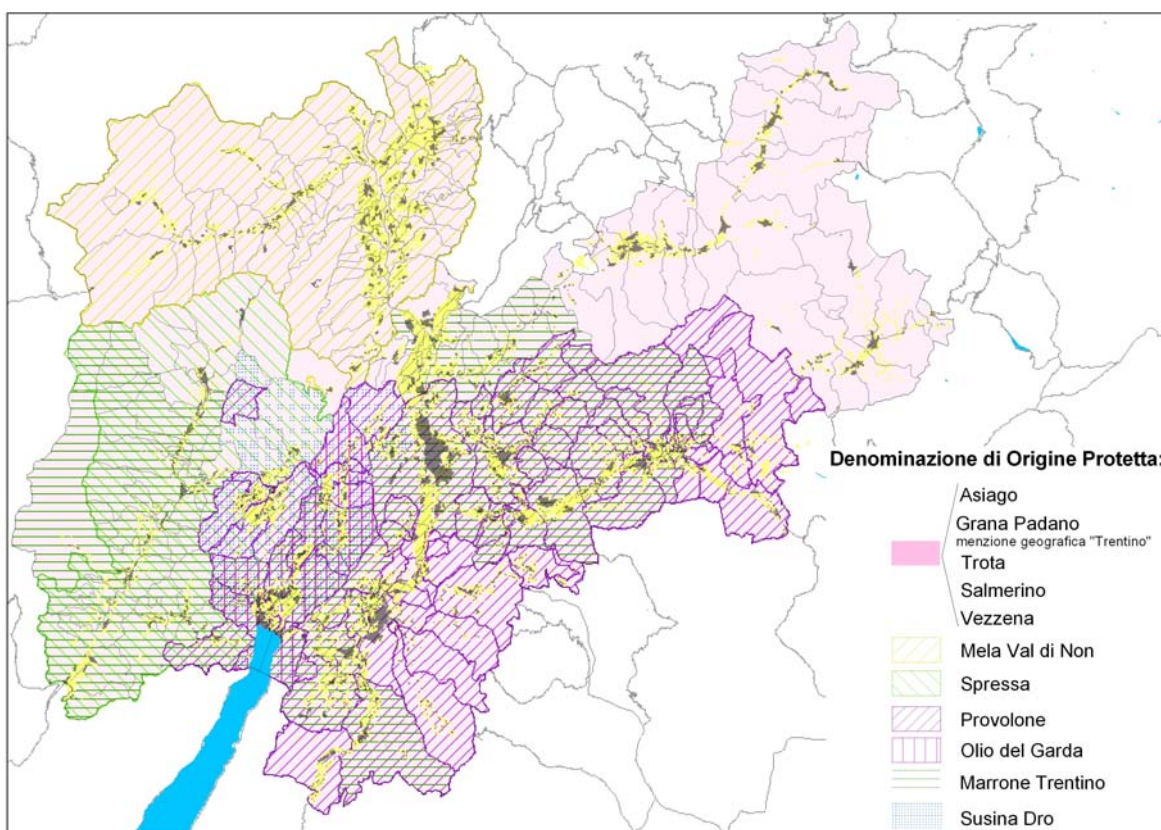 Denominazione di Origine Protetta:
Asiago
Grana Padano
menzione geografica "Trentino"
Trota
Salmerino
Vezzena
Mela Val di Non
Spressa
Provolone
Olio del Garda
Marrone Trentino
Susina Dro